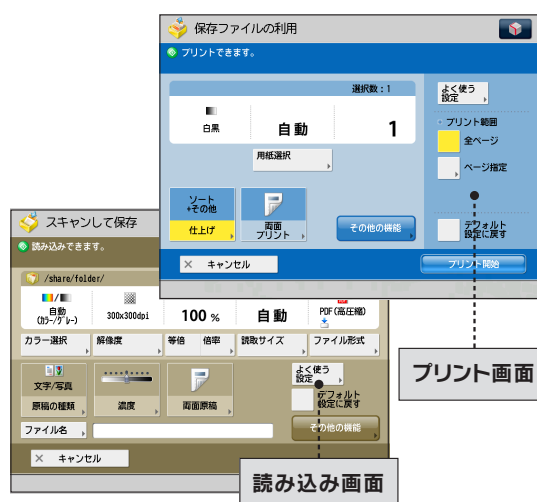 保存ファイルの利用
プリントできます。
選択数:1
白黒
自動
1
用紙選択
ソート
+その他
仕上げ
両面
プリント
その他の機能
よく使う
設定
プリント範囲
全ページ
ページ指定
デフォルト
設定に戻す
× キャンセル
プリント開始
プリント画面
スキャンして保存
読み込みできます。
/share/folder/
自動
(カラー/グレー)
300x300dpi
100 %
自動
PDF(高圧縮)
カラー選択
解像度
等倍
倍率
読取サイズ
ファイル形式
文字/写真
原稿の種類
濃度
両面原稿
よく使う
設定
デフォルト
設定に戻す
ファイル名
その他の機能
× キャンセル
読み込み画面